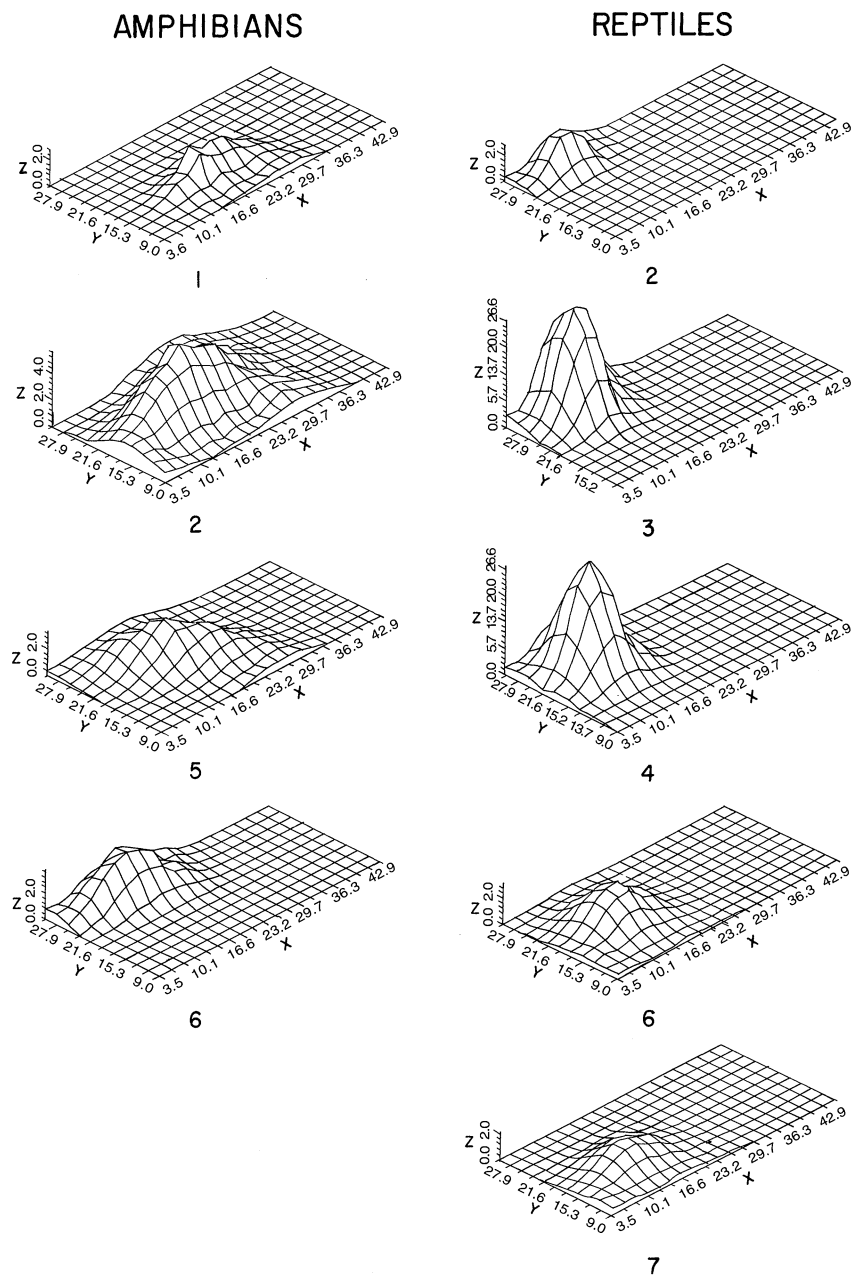 AMPHIBIANS
REPTILES
Z
0.0 2.0
27.9 21.6 15.3 9.0
Y
3.6 10.1 16.6 23.2 29.7 36.3 42.9
X
1
Z
0.0 2.0
27.9 21.6 16.3 9.0
Y
3.5 10.1 16.6 23.2 29.7 36.3 42.9
X
2
Z
0.0 2.0 4.0
27.9 21.6 15.3 9.0
Y
3.5 10.1 16.6 23.2 29.7 36.3 42.9
X
2
Z
0.0 5.7 13.7 20.0 26.6
27.9 21.6 15.2
Y
3.5 10.1 16.6 23.2 29.7 36.3 42.9
X
3
Z
0.0 2.0
27.9 21.6 15.3 9.0
Y
3.5 10.1 16.6 23.2 29.7 36.3 42.9
X
5
Z
0.0 5.7 13.7 20.0 26.6
27.9 21.6 15.2 13.7 9.0
Y
3.5 10.1 16.6 23.2 29.7 36.3 42.9
X
4
Z
0.0 2.0
27.9 21.6 15.3 9.0
Y
3.5 10.1 16.6 23.2 29.7 36.3 42.9
X
6
Z
0.0 2.0
27.9 21.6 15.3 9.0
Y
3.5 10.1 16.6 23.2 29.7 36.3 42.9
X
6
Z
0.0 2.0
27.9 21.6 15.3 9.0
Y
3.5 10.1 16.6 23.2 29.7 36.3 42.9
X
7